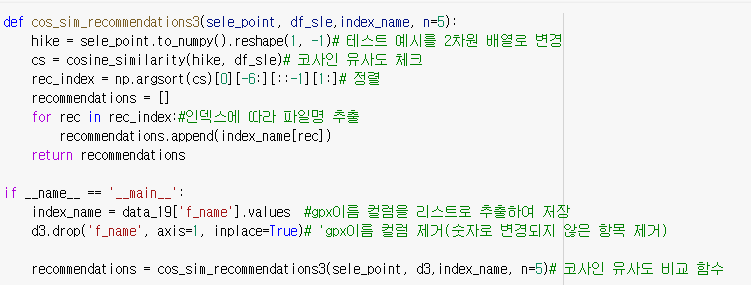 def cos_sim_recommendations3(sele_point, df_sle,index_name, n=5):
    hike = sele_point.to_numpy().reshape(1, -1)# 테스트 예시를 2차원 배열로 변경
    cs = cosine_similarity(hike, df_sle)# 코사인 유사도 체크
    rec_index = np.argsort(cs)[0][-6:][::-1][1:]# 정렬
    recommendations = []
    for rec in rec_index:#인덱스에 따라 파일명 추출
        recommendations.append(index_name[rec])
    return recommendations
if __name__ == '__main__':
    index_name = data_19['f_name'].values  #gpx이름 컬럼을 리스트로 추출하여 저장
    d3.drop('f_name', axis=1, inplace=True)# 'gpx이름 컬럼 제거(숫자로 변경되지 않은 항목 제거)
    recommendations = cos_sim_recommendations3(sele_point, d3,index_name, n=5)# 코사인 유사도 비교 함수